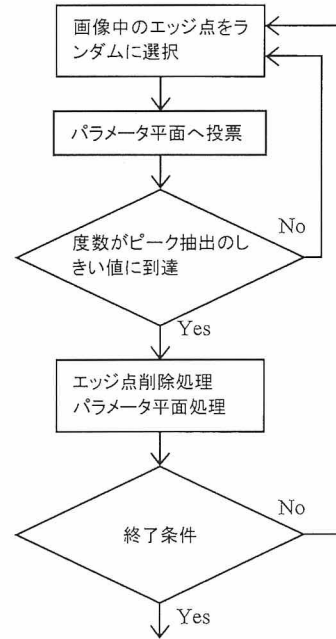 画像中のエッジ点をラ
ンダムに選択
パラメータ平面へ投票
度数がピーク抽出のし
きい値に到達
No
Yes
エッジ点削除処理
パラメータ平面処理
終了条件
No
Yes